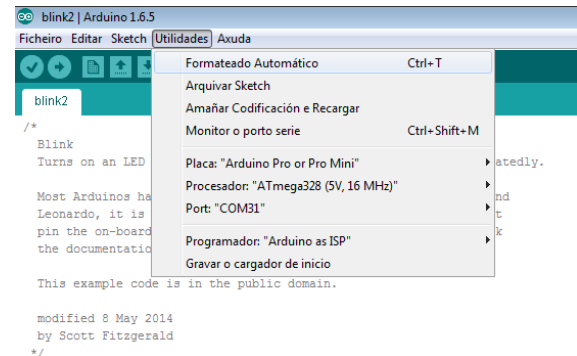 blink2 | Arduino 1.6.5
Ficheiro Editar Sketch Utilidades Axuda
Formateado Automático Ctrl+T
Arquivar Sketch
Amañar Codificación e Recargar
Monitor o porto serie Ctrl+Shift+M
Placa: "Arduino Pro or Pro Mini"
Procesador: "ATmega328 (5V, 16 MHz)"
Port: "COM31"
Programador: "Arduino as ISP"
Gravar o cargador de inicio
blink2
/*
Blink
Turns on an LED atedly.
Most Arduinos ha nd
Leonardo, it is t
pin the on-board k
the documentatio
This example code is in the public domain.
modified 8 May 2014
by Scott Fitzgerald
*/